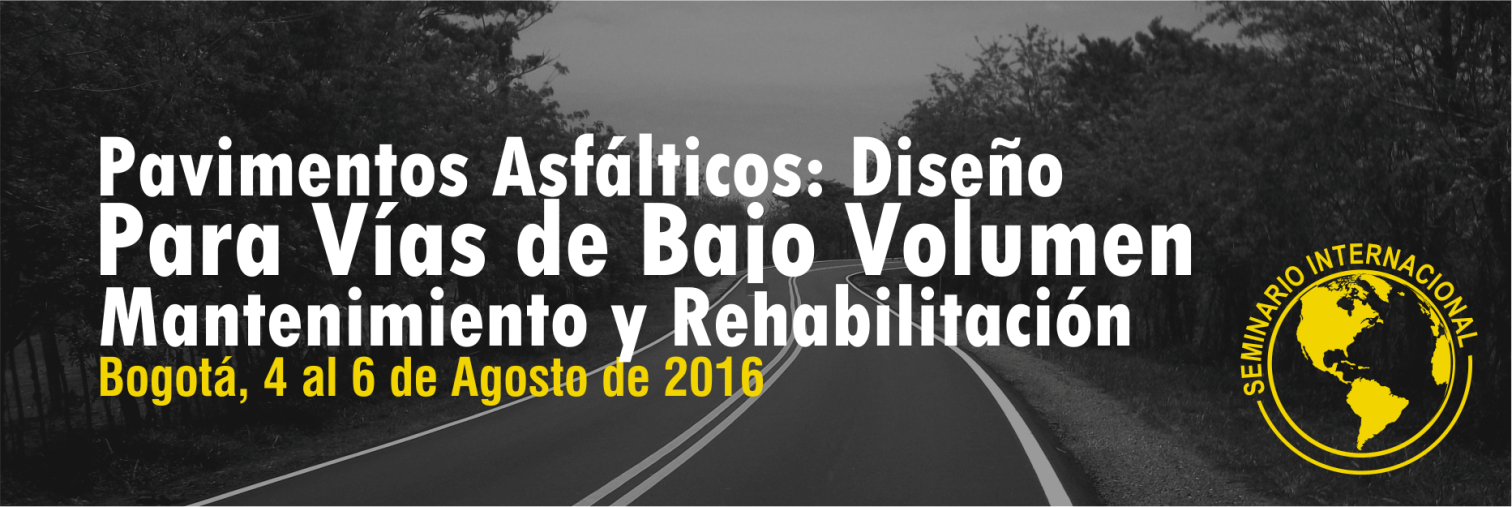 Pavimentos Asfálticos: Diseño
Para Vías de Bajo Volumen
Mantenimiento y Rehabilitación
Bogotá, 4 al 6 de Agosto de 2016
SEMINARIO INTERNACIONAL